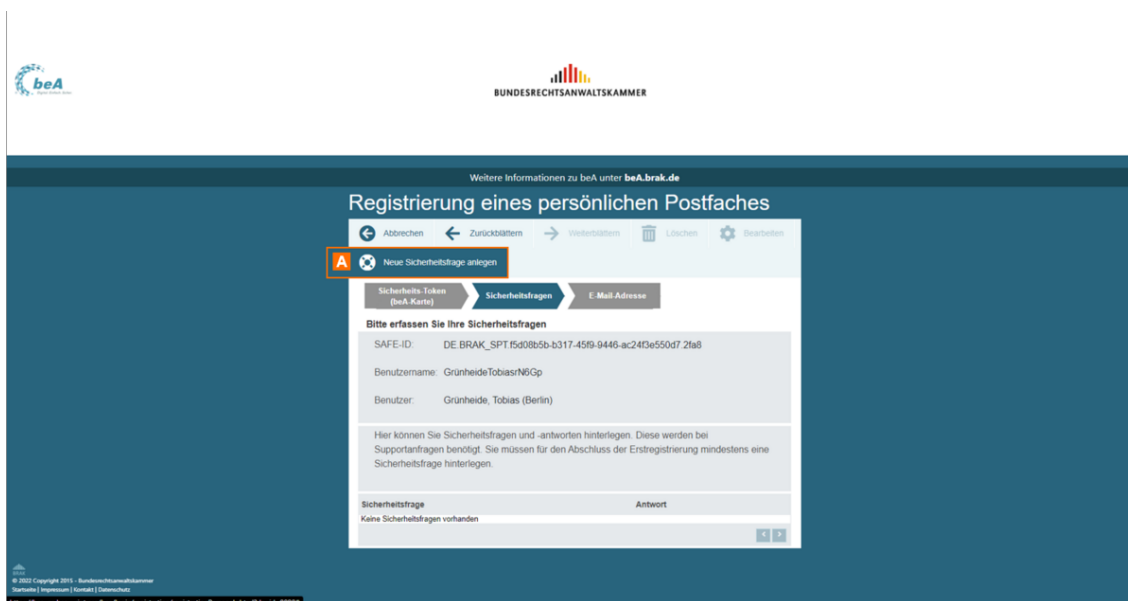 beA
BUNDESRECHTSANWALTSKAMMER
Weitere Informationen zu beA unter beA.brak.de
Registrierung eines persönlichen Postfaches
Abbrechen Zurückblättern Weiterblättern Löschen Bearbeiten
A Neue Sicherheitsfrage anlegen
Sicherheits-Token
(beA-Karte)
Sicherheitsfragen
E-Mail-Adresse
Bitte erfassen Sie Ihre Sicherheitsfragen
SAFE-ID: DE.BRAK_SPT.f5d08b5b-b317-45f9-9446-ac24f3e550d7.2fa8
Benutzername: GrünheideTobiasrN6Gp
Benutzer: Grünheide, Tobias (Berlin)
Hier können Sie Sicherheitsfragen und -antworten hinterlegen. Diese werden bei
Supportanfragen benötigt. Sie müssen für den Abschluss der Erstregistrierung mindestens eine
Sicherheitsfrage hinterlegen.
Sicherheitsfrage Antwort
Keine Sicherheitsfragen vorhanden
BRAK
© 2022 Copyright 2015 - Bundesrechtsanwaltskammer
Startseite | Impressum | Kontakt | Datenschutz